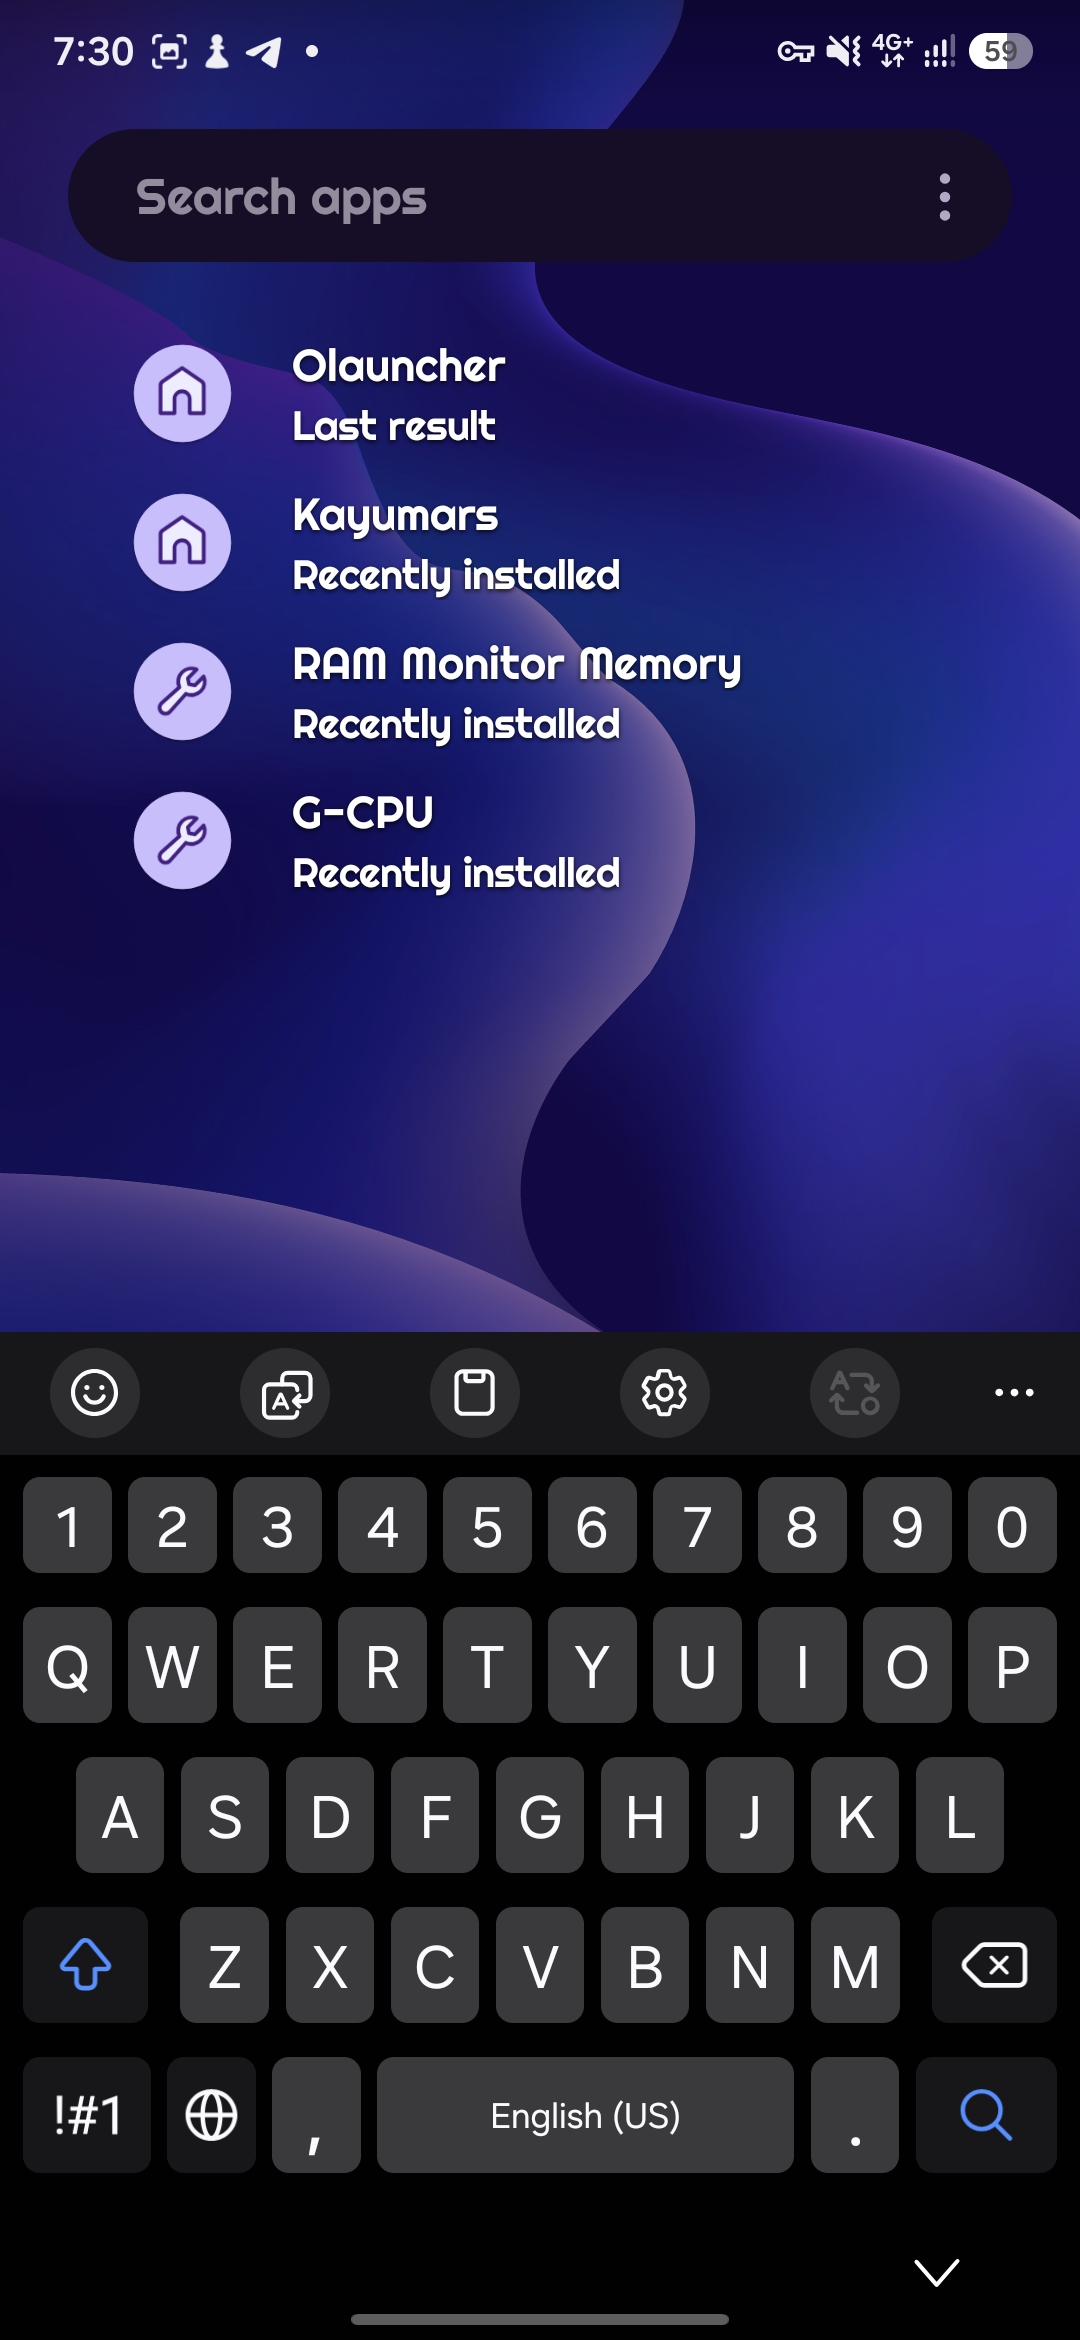 7:30
4G+
59
Search apps
Olauncher
Last result
Kayumars
Recently installed
RAM Monitor Memory
Recently installed
G-CPU
Recently installed
1 2 3 4 5 6 7 8 9 0
Q W E R T Y U I O P
A S D F G H J K L
Z X C V B N M
!#1 , English (US) .